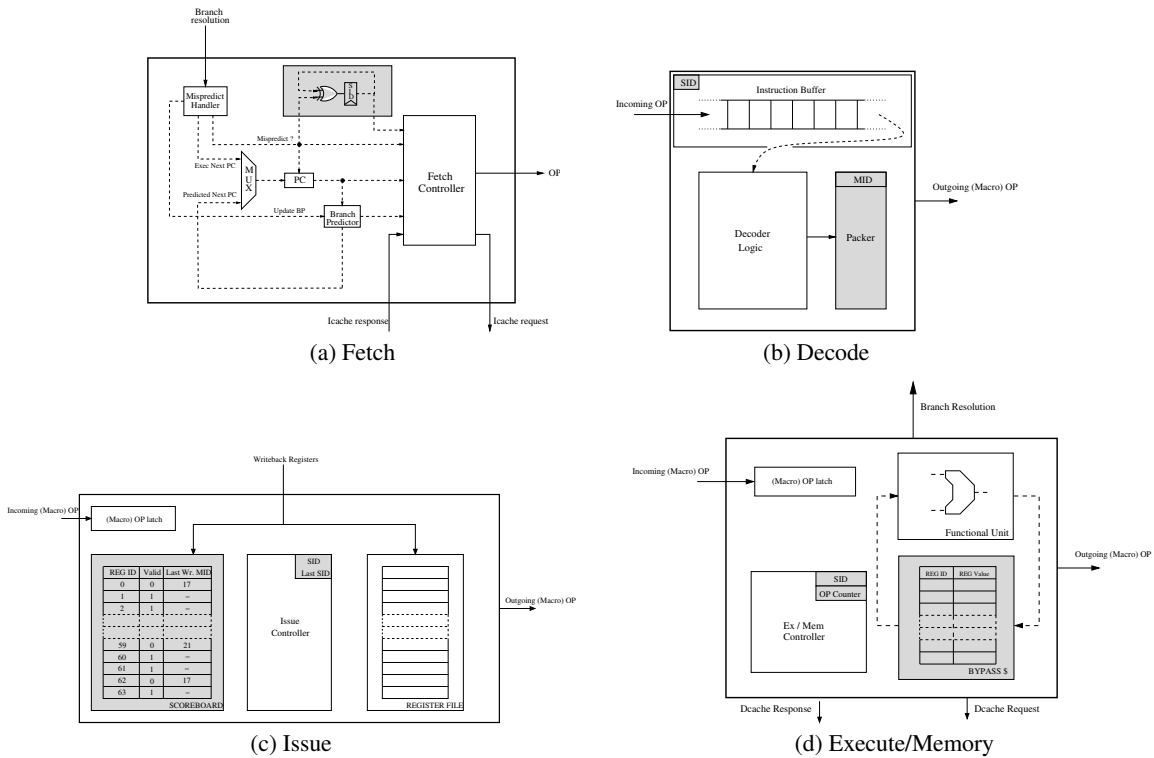 Branch
resolution
Mispredict
Handler
S
I
D
Mispredict ?
Exec Next PC
M
U
X
PC
Predicted Next PC
Update BP
Branch
Predictor
Fetch
Controller
OP
Icache response
Icache request
(a) Fetch
SID
Instruction Buffer
Incoming OP
Decoder
Logic
MID
Packer
Outgoing (Macro) OP
(b) Decode
Writeback Registers
Incoming (Macro) OP
(Macro) OP latch
REG ID Valid Last Wr. MID
0 0 17
1 1 –
2 1 –
59 0 21
60 1 –
61 1 –
62 0 17
63 1 –
SCOREBOARD
SID
Last SID
Issue
Controller
REGISTER FILE
Outgoing (Macro) OP
(c) Issue
Branch Resolution
Incoming (Macro) OP
(Macro) OP latch
Functional Unit
SID
OP Counter
Ex / Mem
Controller
REG ID REG Value
BYPASS $
Outgoing (Macro) OP
Dcache Response
Dcache Request
(d) Execute/Memory